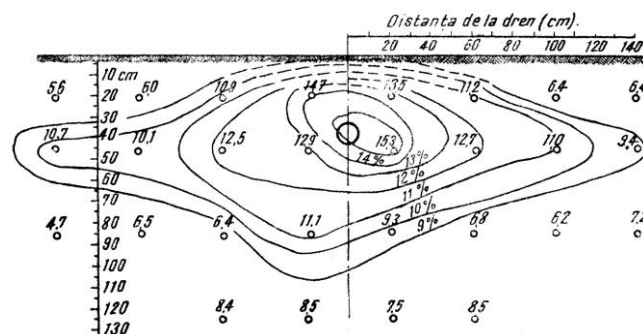 Distanta de la dren (cm).
20 40 60 80 100 120 140
10 cm
5,6 6,0 10,9 14,7 13,5 11,2 6,4 6,4
20
30
40
10,7 10,1 12,5 12,9 15,3 12,7 11,0 9,4
50
14% 13%
60
12%
70
11%
80
10%
4,7 6,5 6,4 11,1 9,3 6,8 6,2 7,2
9%
90
100
110
120
8,4 8,5 7,5 8,5
130